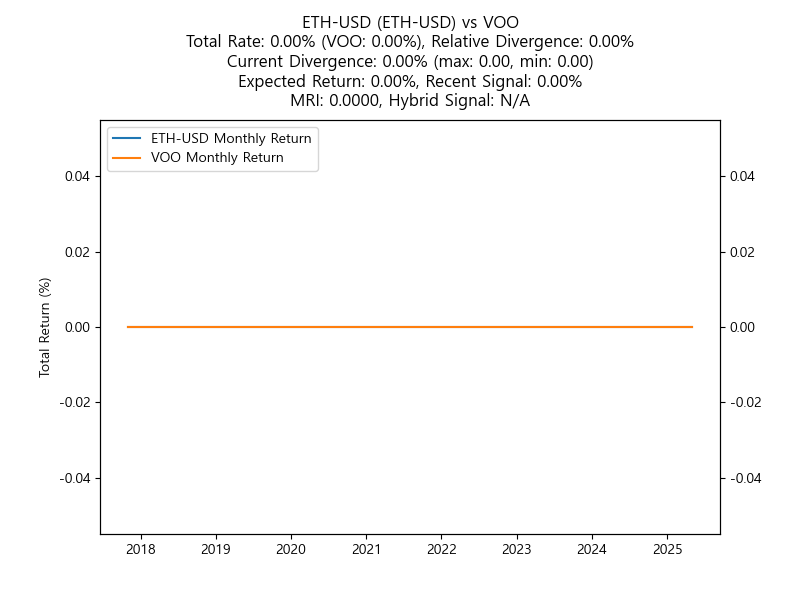 ETH-USD (ETH-USD) vs VOO
Total Rate: 0.00% (VOO: 0.00%), Relative Divergence: 0.00%
Current Divergence: 0.00% (max: 0.00, min: 0.00)
Expected Return: 0.00%, Recent Signal: 0.00%
MRI: 0.0000, Hybrid Signal: N/A
ETH-USD Monthly Return
VOO Monthly Return
Total Return (%)
0.04
0.02
0.00
-0.02
-0.04
0.04
0.02
0.00
-0.02
-0.04
2018 2019 2020 2021 2022 2023 2024 2025